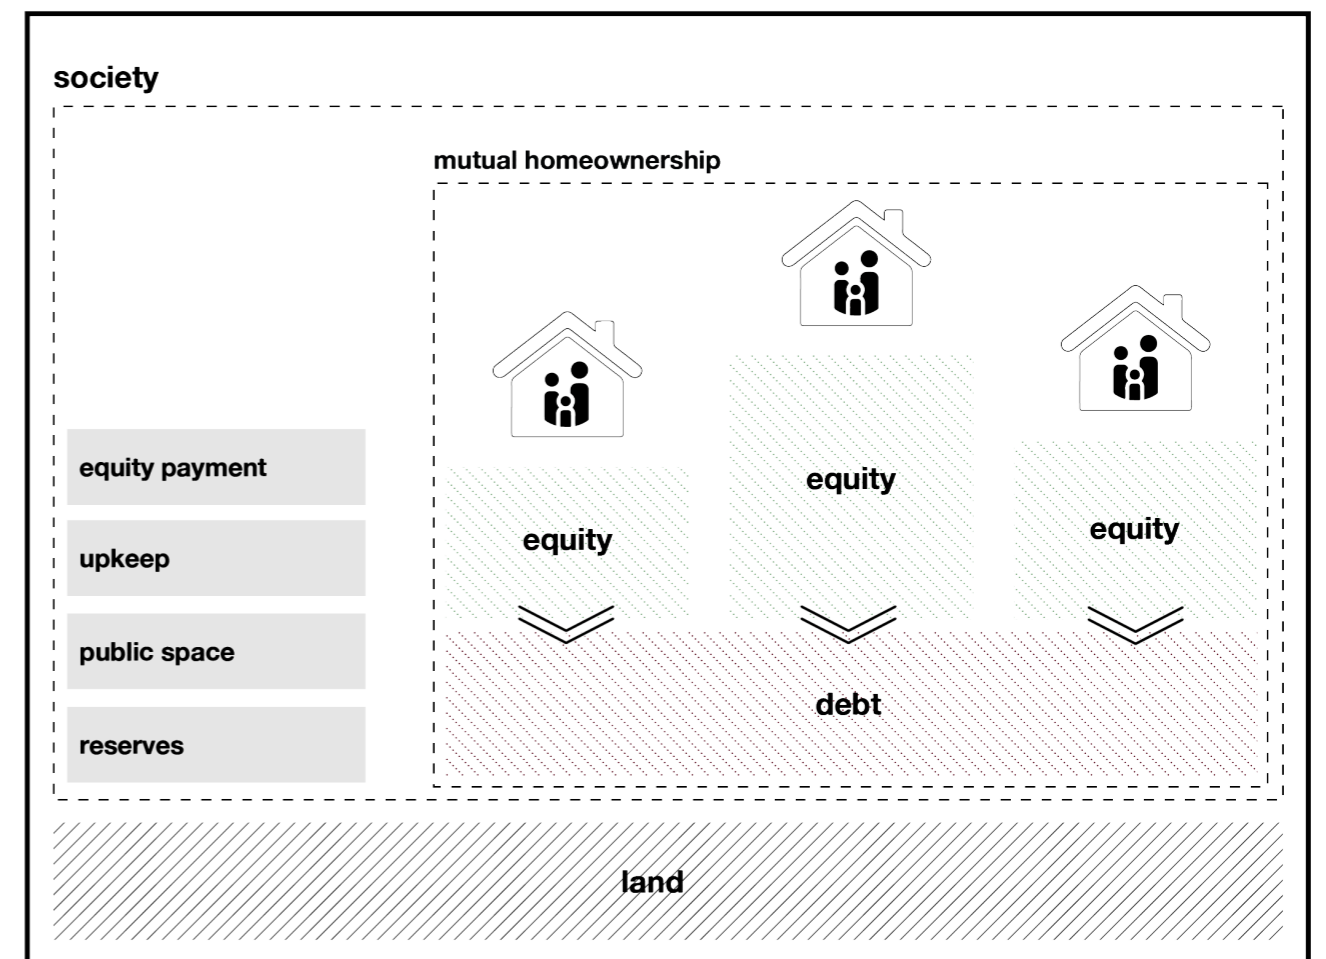 society
mutual homeownership
equity payment
upkeep
public space
reserves
equity
equity
equity
debt
land